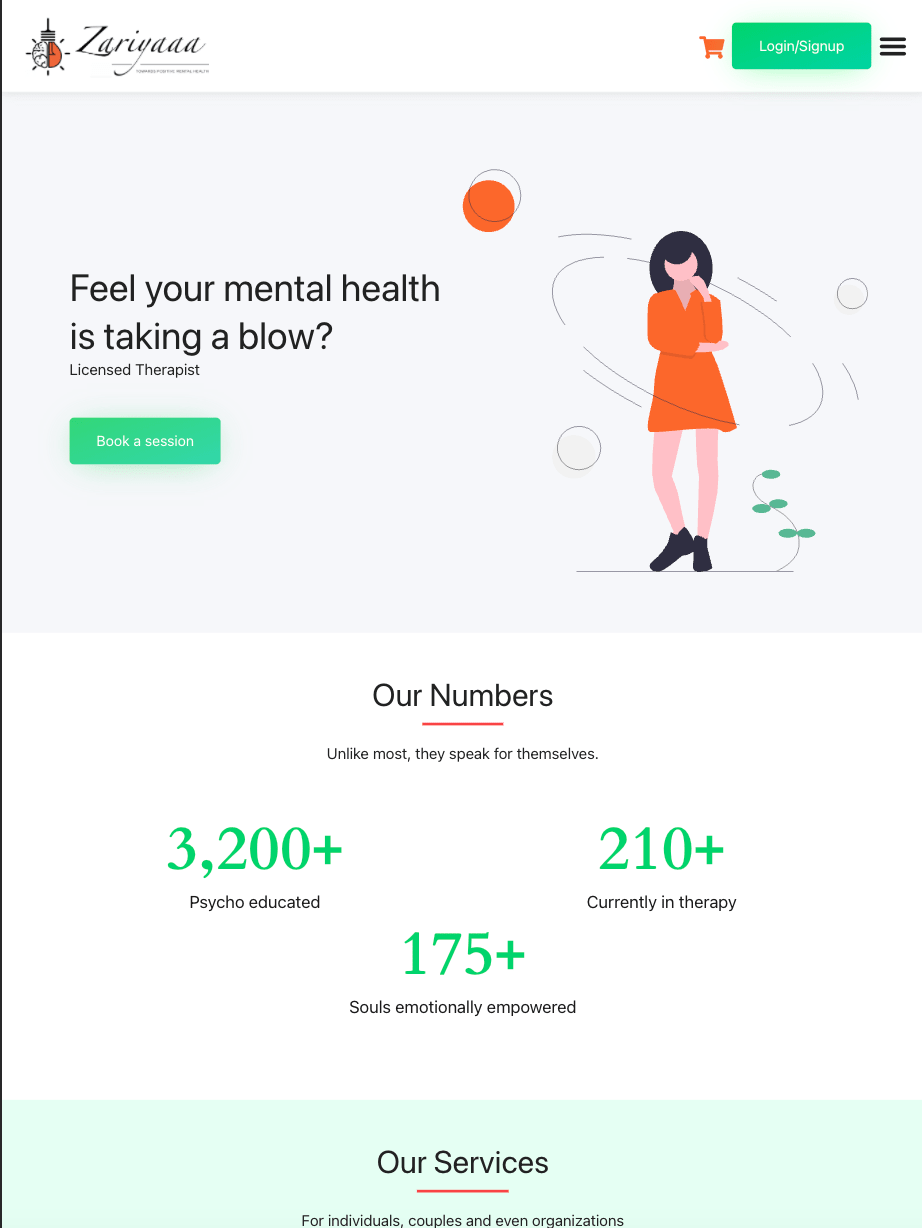 Zariyaaa
TOWARDS POSITIVE MENTAL HEALTH
Login/Signup
Feel your mental health
is taking a blow?
Licensed Therapist
Book a session
Our Numbers
Unlike most, they speak for themselves.
3,200+
210+
Psycho educated
Currently in therapy
175+
Souls emotionally empowered
Our Services
For individuals, couples and even organizations